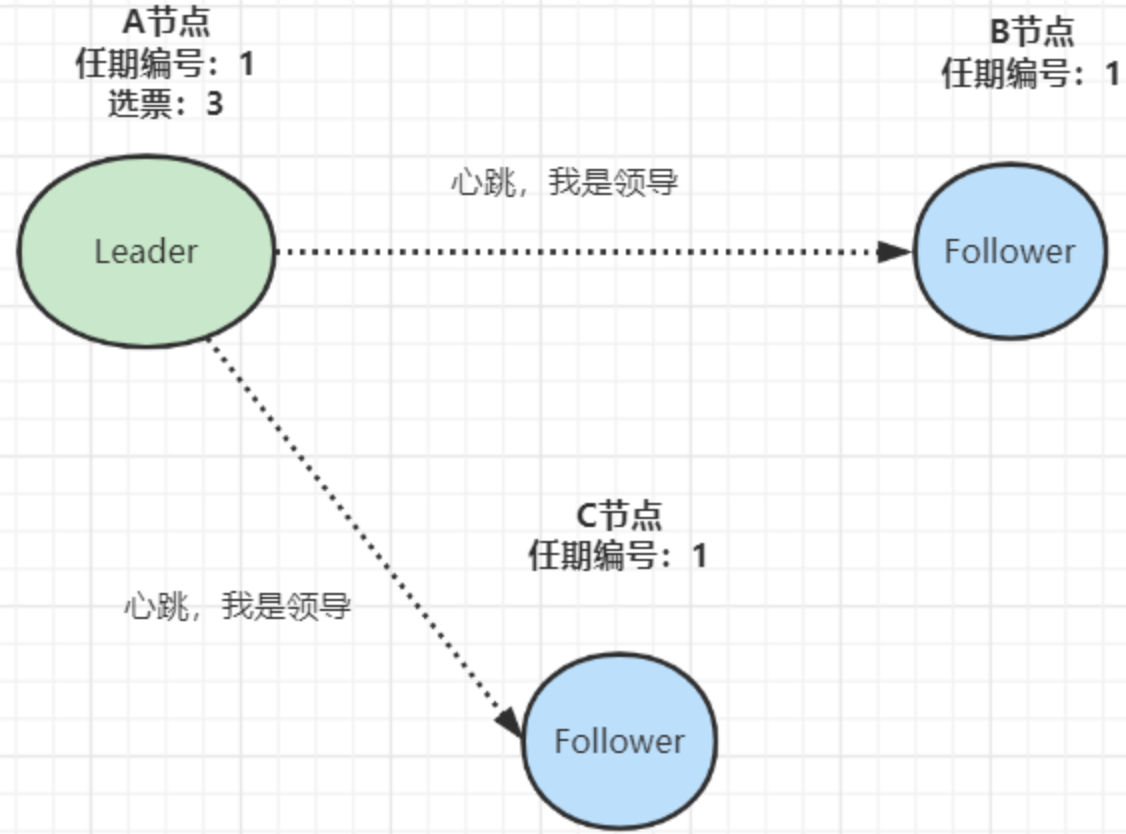 A节点
任期编号：1
选票：3
B节点
任期编号：1
心跳，我是领导
Leader
Follower
C节点
任期编号：1
心跳，我是领导
Follower